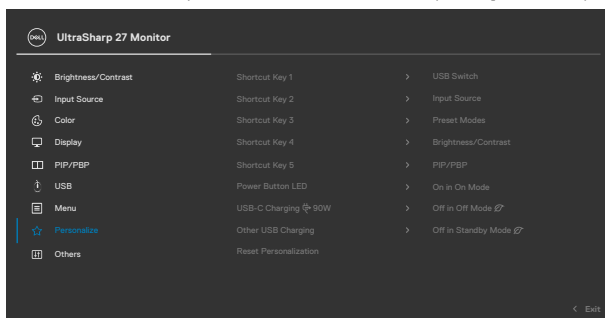 DELL UltraSharp 27 Monitor
Brightness/Contrast Shortcut Key 1 > USB Switch
Input Source Shortcut Key 2 > Input Source
Color Shortcut Key 3 > Preset Modes
Display Shortcut Key 4 > Brightness/Contrast
PIP/PBP Shortcut Key 5 > PIP/PBP
USB Power Button LED > On in On Mode
Menu USB-C Charging 90W > Off in Off Mode
Personalize Other USB Charging > Off in Standby Mode
Others Reset Personalization
< Exit